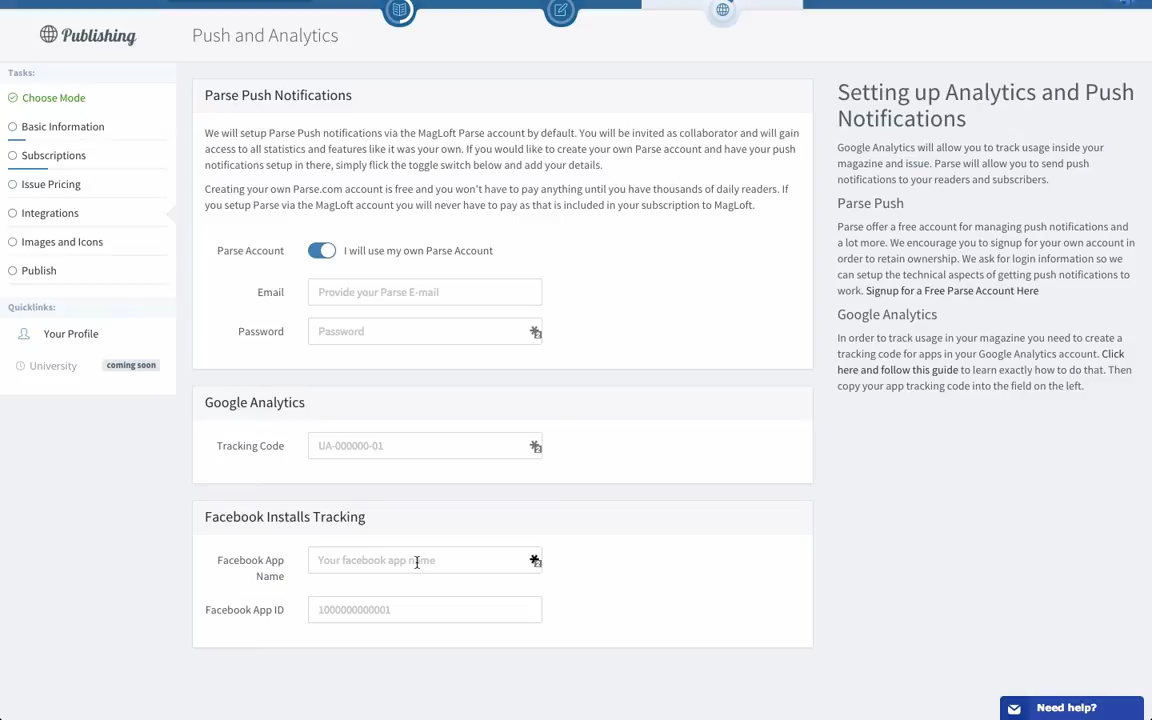 Publishing
Push and Analytics
Tasks:
Choose Mode
Basic Information
Subscriptions
Issue Pricing
Integrations
Images and Icons
Publish
Quicklinks:
Your Profile
University
coming soon
Parse Push Notifications
We will setup Parse Push notifications via the MagLoft Parse account by default. You will be invited as collaborator and will gain
access to all statistics and features like it was your own. If you would like to create your own Parse account and have your push
notifications setup in there, simply flick the toggle switch below and add your details.
Creating your own Parse.com account is free and you won't have to pay anything until you have thousands of daily readers. If
you setup Parse via the MagLoft account you will never have to pay as that is included in your subscription to MagLoft.
Parse Account
I will use my own Parse Account
Email
Provide your Parse E-mail
Password
Password
Google Analytics
Tracking Code
UA-000000-01
Facebook Installs Tracking
Facebook App
Name
Your facebook app name
Facebook App ID
1000000000001
Setting up Analytics and Push
Notifications
Google Analytics will allow you to track usage inside your
magazine and issue. Parse will allow you to send push
notifications to your readers and subscribers.
Parse Push
Parse offer a free account for managing push notifications and
a lot more. We encourage you to signup for your own account in
order to retain ownership. We ask for login information so we
can setup the technical aspects of getting push notifications to
work. Signup for a Free Parse Account Here
Google Analytics
In order to track usage in your magazine you need to create a
tracking code for apps in your Google Analytics account. Click
here and follow this guide to learn exactly how to do that. Then
copy your app tracking code into the field on the left.
Need help?